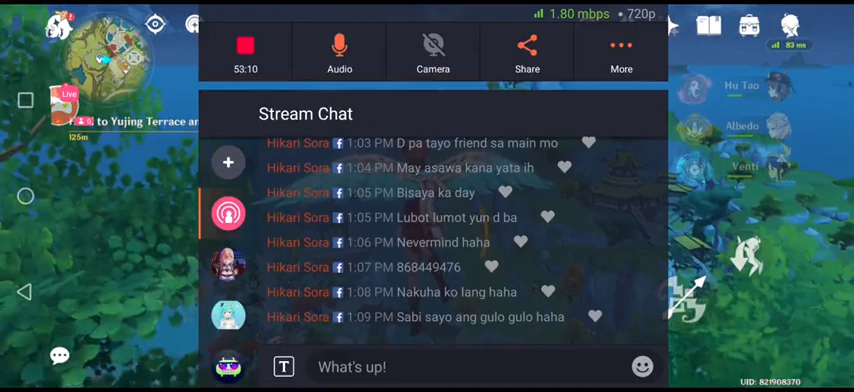 1.80 mbps • 720p
53:10
Audio
Camera
Share
More
83 ms
Live
to Yujing Terrace an
125m
Stream Chat
Hu Tao
Albedo
Venti
Hikari Sora 1:03 PM D pa tayo friend sa main mo
Hikari Sora 1:04 PM May asawa kana yata ih
Hikari Sora 1:05 PM Bisaya ka day
Hikari Sora 1:05 PM Lubot lumot yun d ba
Hikari Sora 1:06 PM Nevermind haha
Hikari Sora 1:07 PM 868449476
Hikari Sora 1:08 PM Nakuha ko lang haha
Hikari Sora 1:09 PM Sabi sayo ang gulo gulo haha
T
What's up!
UID: 821908370